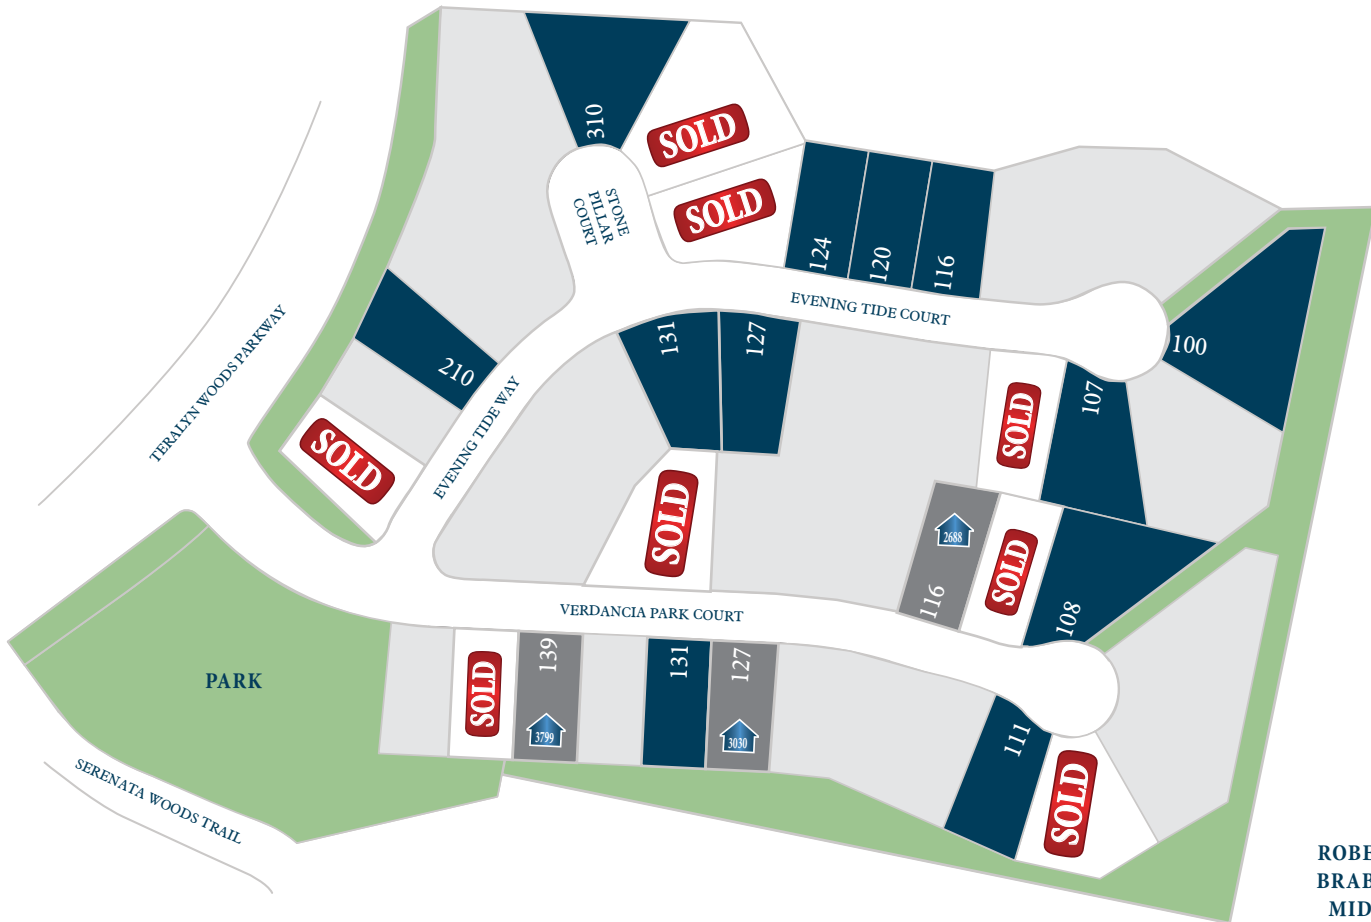 310
SOLD
SOLD
STONE
PILLAR
COURT
124
120
116
EVENING TIDE COURT
100
131
127
210
TERALYN WOODS PARKWAY
EVENING TIDE WAY
SOLD
SOLD
107
SOLD
2688
116
SOLD
108
VERDANCIA PARK COURT
PARK
SOLD
139
3799
131
127
3030
111
SOLD
SERENATA WOODS TRAIL
ROBE
BRAB
MID